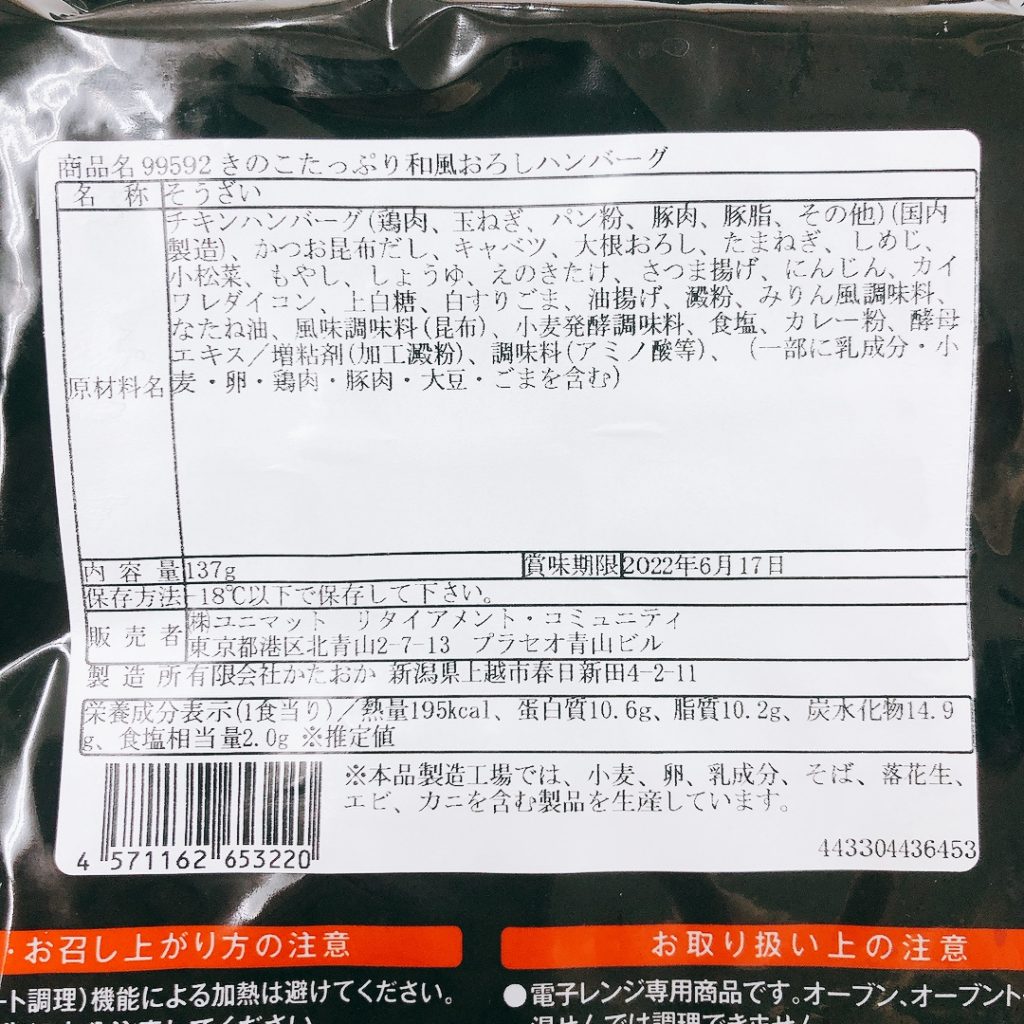 商品名 99592 きのこたっぷり和風おろしハンバーグ
名 称 そうざい
原材料名
チキンハンバーグ(鶏肉、玉ねぎ、パン粉、豚肉、豚脂、その他)(国内
製造)、かつお昆布だし、キャベツ、大根おろし、たまねぎ、しめじ、
小松菜、もやし、しょうゆ、えのきたけ、さつま揚げ、にんじん、カイ
ワレダイコン、上白糖、白すりごま、油揚げ、澱粉、みりん風調味料、
なたね油、風味調味料(昆布)、小麦発酵調味料、食塩、カレー粉、酵母
エキス/増粘剤(加工澱粉)、調味料(アミノ酸等)、(一部に乳成分・小
麦・卵・鶏肉・豚肉・大豆・ごまを含む)
内 容 量 137g 賞味期限 2022年6月17日
保存方法 -18℃以下で保存して下さい。
販 売 者 ㈱ユニマット リタイアメント・コミュニティ
東京都港区北青山2-7-13 プラセオ青山ビル
製 造 所 有限会社かたおか 新潟県上越市春日新田4-2-11
栄養成分表示(1食当り)/熱量195kcal、蛋白質10.6g、脂質10.2g、炭水化物14.9
g、食塩相当量2.0g ※推定値
※本品製造工場では、小麦、卵、乳成分、そば、落花生、
エビ、カニを含む製品を生産しています。
4 571162 653220
443304436453
・お召し上がり方の注意
ート調理)機能による加熱は避けてください。
お取り扱い上の注意
●電子レンジ専用商品です。オーブン、オーブント